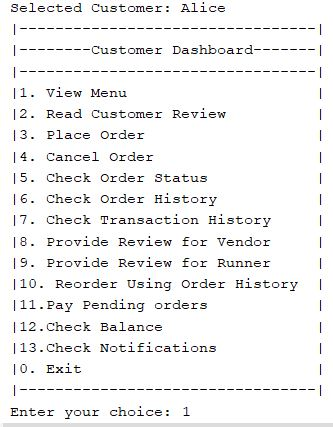 Selected Customer: Alice
|--------------------------------|
|--------Customer Dashboard-------|
|--------------------------------|
|1. View Menu |
|2. Read Customer Review |
|3. Place Order |
|4. Cancel Order |
|5. Check Order Status |
|6. Check Order History |
|7. Check Transaction History |
|8. Provide Review for Vendor |
|9. Provide Review for Runner |
|10. Reorder Using Order History |
|11.Pay Pending orders |
|12.Check Balance |
|13.Check Notifications |
|0. Exit |
|--------------------------------|
Enter your choice: 1